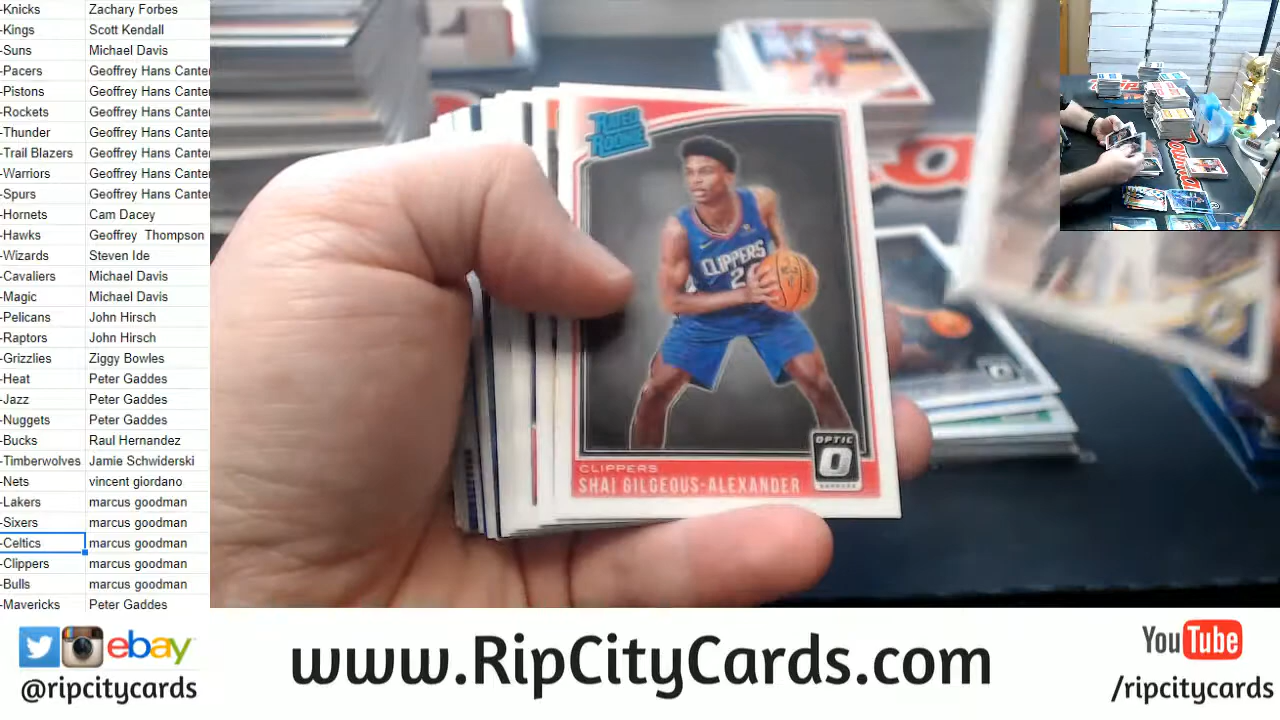 -Knicks Zachary Forbes
-Kings Scott Kendall
-Suns Michael Davis
-Pacers Geoffrey Hans Canter
-Pistons Geoffrey Hans Canter
-Rockets Geoffrey Hans Canter
-Thunder Geoffrey Hans Canter
-Trail Blazers Geoffrey Hans Canter
-Warriors Geoffrey Hans Canter
-Spurs Geoffrey Hans Canter
-Hornets Cam Dacey
-Hawks Geoffrey Thompson
-Wizards Steven Ide
-Cavaliers Michael Davis
-Magic Michael Davis
-Pelicans John Hirsch
-Raptors John Hirsch
-Grizzlies Ziggy Bowles
-Heat Peter Gaddes
-Jazz Peter Gaddes
-Nuggets Peter Gaddes
-Bucks Raul Hernandez
-Timberwolves Jamie Schwiderski
-Nets vincent giordano
-Lakers marcus goodman
-Sixers marcus goodman
-Celtics marcus goodman
-Clippers marcus goodman
-Bulls marcus goodman
-Mavericks Peter Gaddes
RATED
ROOKIE
CLIPPERS
2
OPTIC
CLIPPERS
SHAI GILGEOUS-ALEXANDER
ebay
@ripcitycards
www.RipCityCards.com
YouTube
/ripcitycards